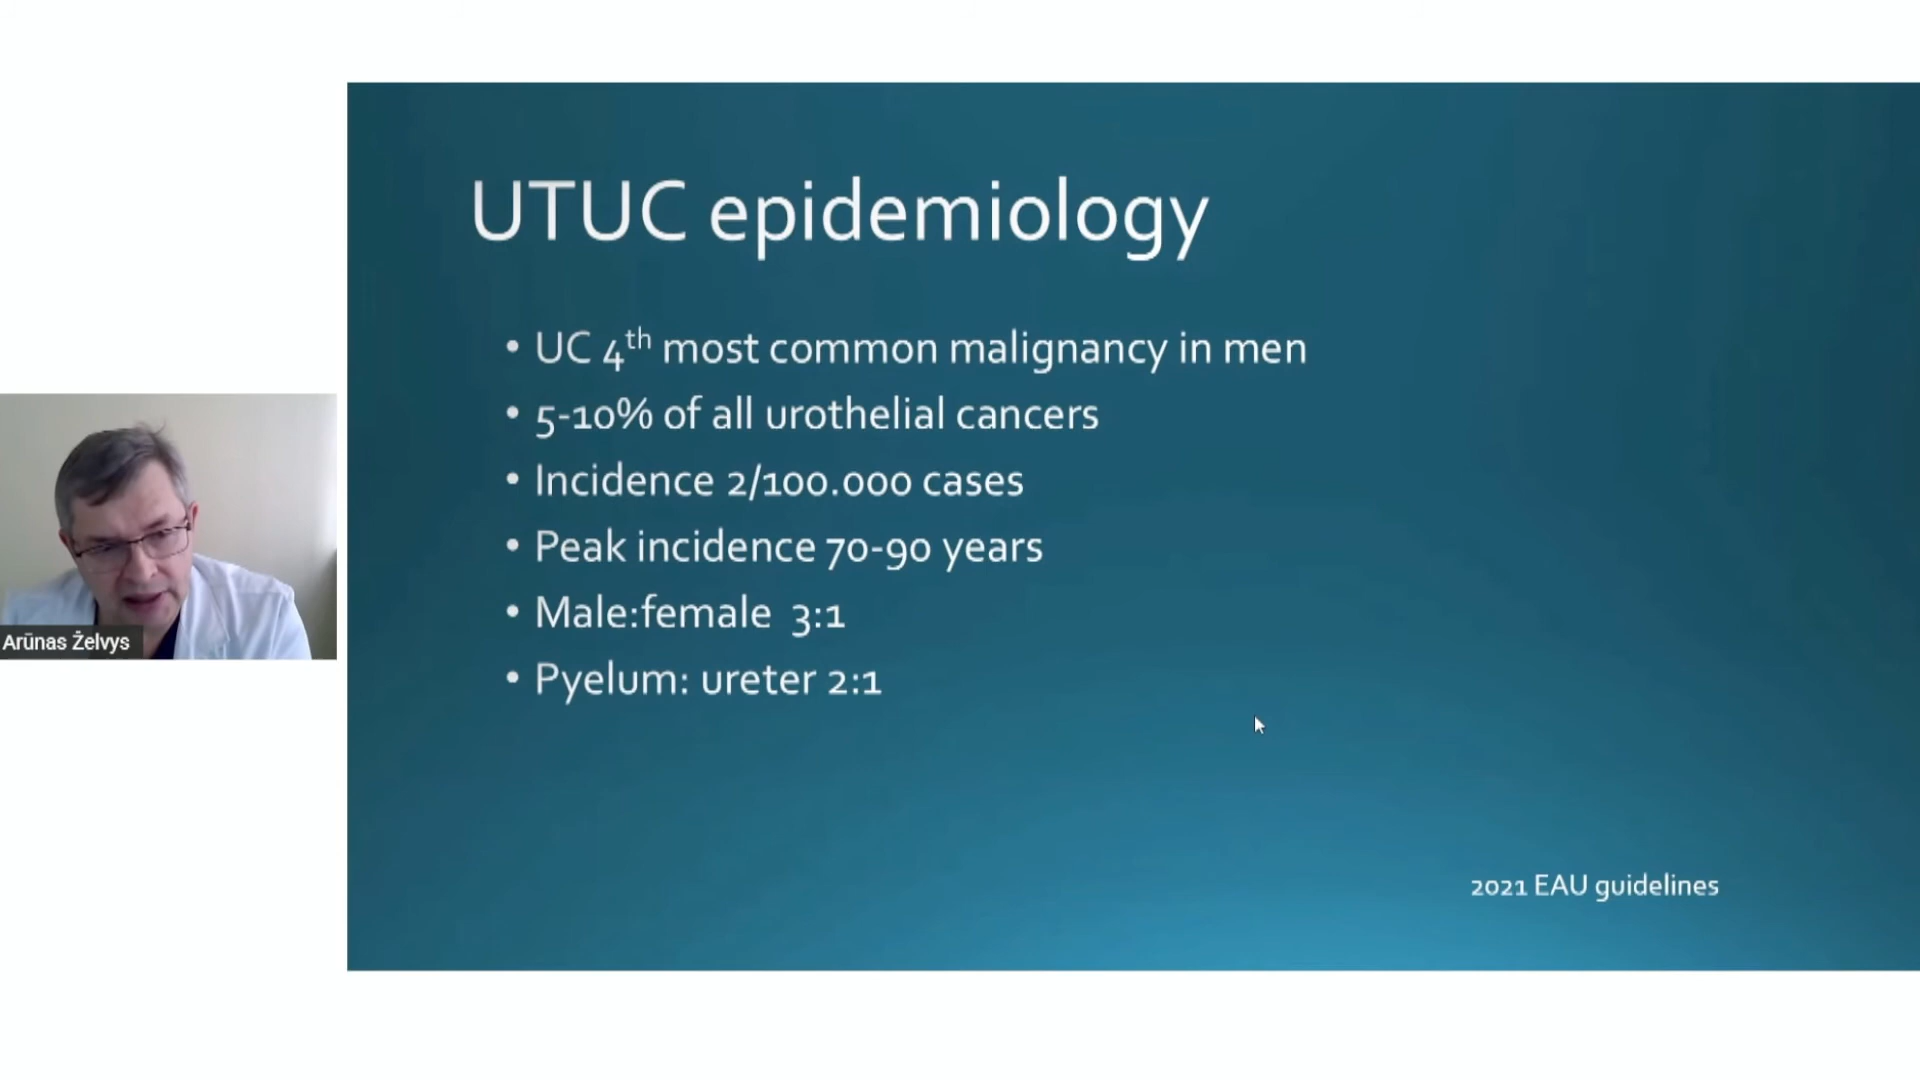 UTUC epidemiology
• UC 4th most common malignancy in men
• 5-10% of all urothelial cancers
• Incidence 2/100.000 cases
• Peak incidence 70-90 years
• Male:female 3:1
• Pyelum: ureter 2:1
Arūnas Želvys
2021 EAU guidelines